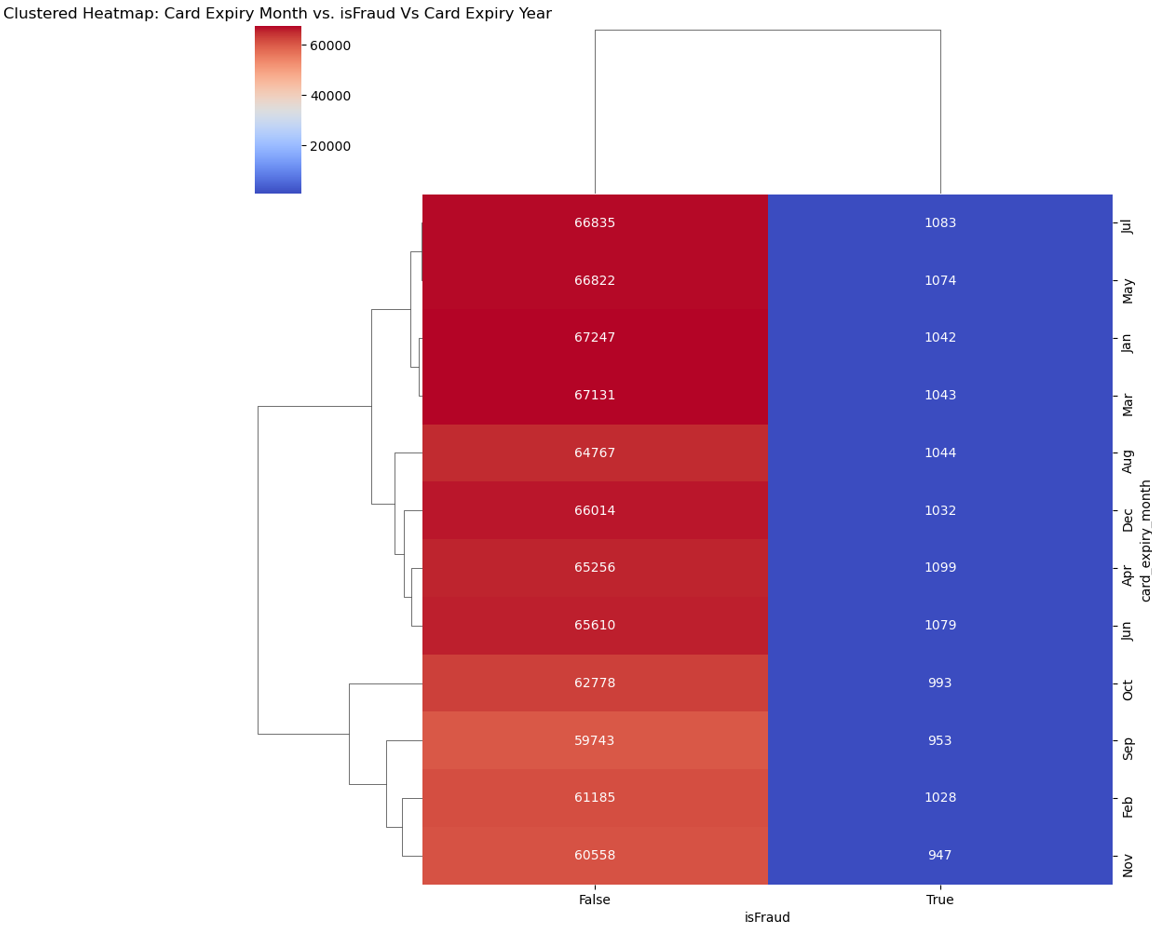 Clustered Heatmap: Card Expiry Month vs. isFraud Vs Card Expiry Year
60000
40000
20000
66835 1083 Jul
66822 1074 May
67247 1042 Jan
67131 1043 Mar
64767 1044 Aug
66014 1032 Dec
65256 1099 Apr
65610 1079 Jun
62778 993 Oct
59743 953 Sep
61185 1028 Feb
60558 947 Nov
card_expiry_month
False True
isFraud